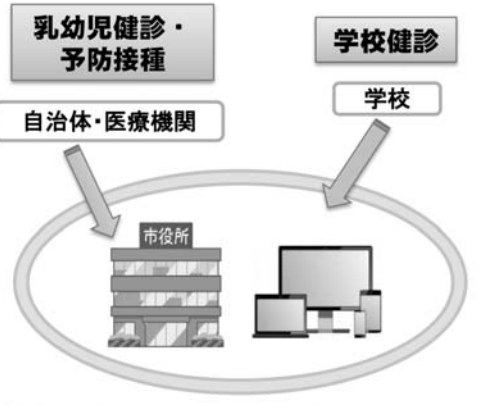 乳幼児健診・
予防接種
自治体・医療機関
学校健診
学校
市役所